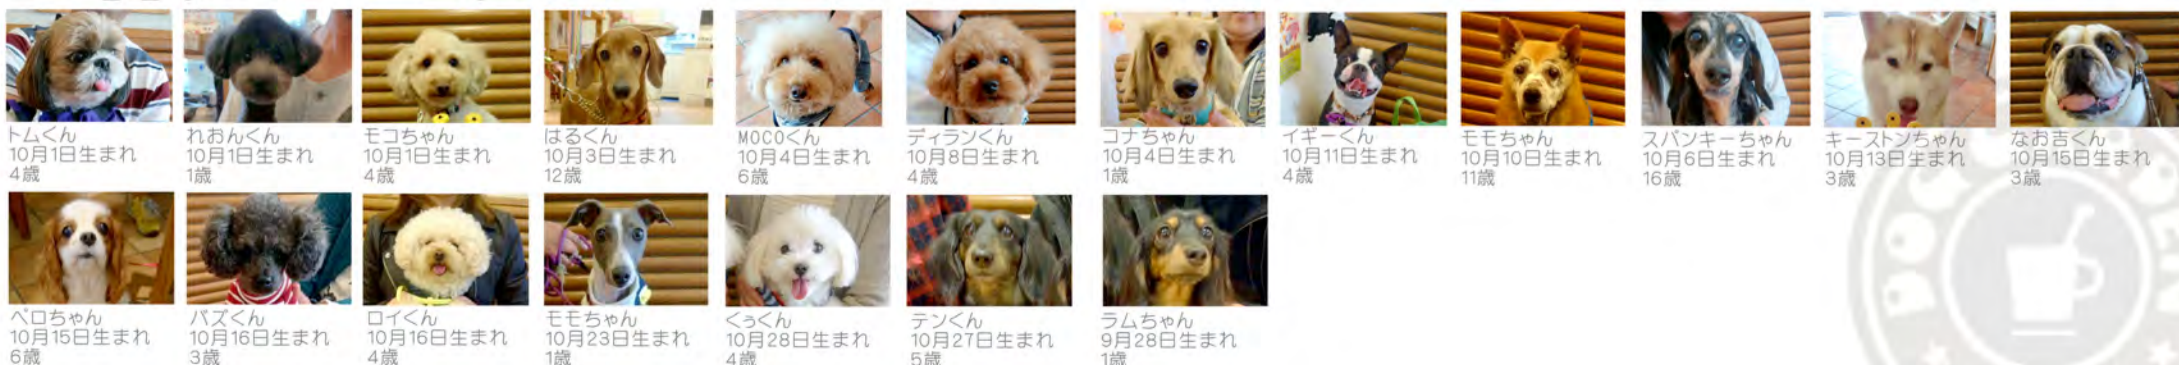 トムくん
10月1日生まれ
4歳
れおんくん
10月1日生まれ
1歳
モコちゃん
10月1日生まれ
4歳
はるくん
10月3日生まれ
12歳
MOCOくん
10月4日生まれ
6歳
ディランくん
10月8日生まれ
4歳
コナちゃん
10月4日生まれ
1歳
イギーくん
10月11日生まれ
4歳
モモちゃん
10月10日生まれ
11歳
スパンキーちゃん
10月6日生まれ
16歳
キーストンちゃん
10月13日生まれ
3歳
なお吉くん
10月15日生まれ
3歳
ペロちゃん
10月15日生まれ
6歳
バズくん
10月16日生まれ
3歳
ロイくん
10月16日生まれ
4歳
モモちゃん
10月23日生まれ
1歳
くぅくん
10月28日生まれ
4歳
テンくん
10月27日生まれ
5歳
ラムちゃん
9月28日生まれ
1歳